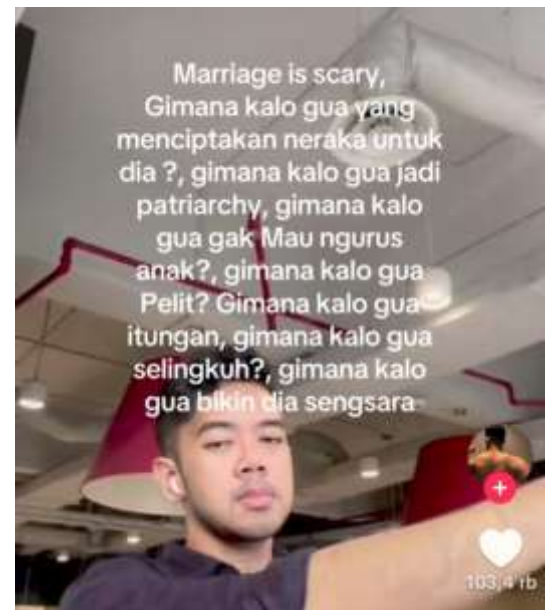 Marriage is scary,
Gimana kalo gua yang
menciptakan neraka untuk
dia ?, gimana kalo gua jadi
patriarchy, gimana kalo
gua gak Mau ngurus
anak?, gimana kalo gua
Pelit? Gimana kalo gua
itungan, gimana kalo gua
selingkuh?, gimana kalo
gua bikin dia sengsara
103,4 rb